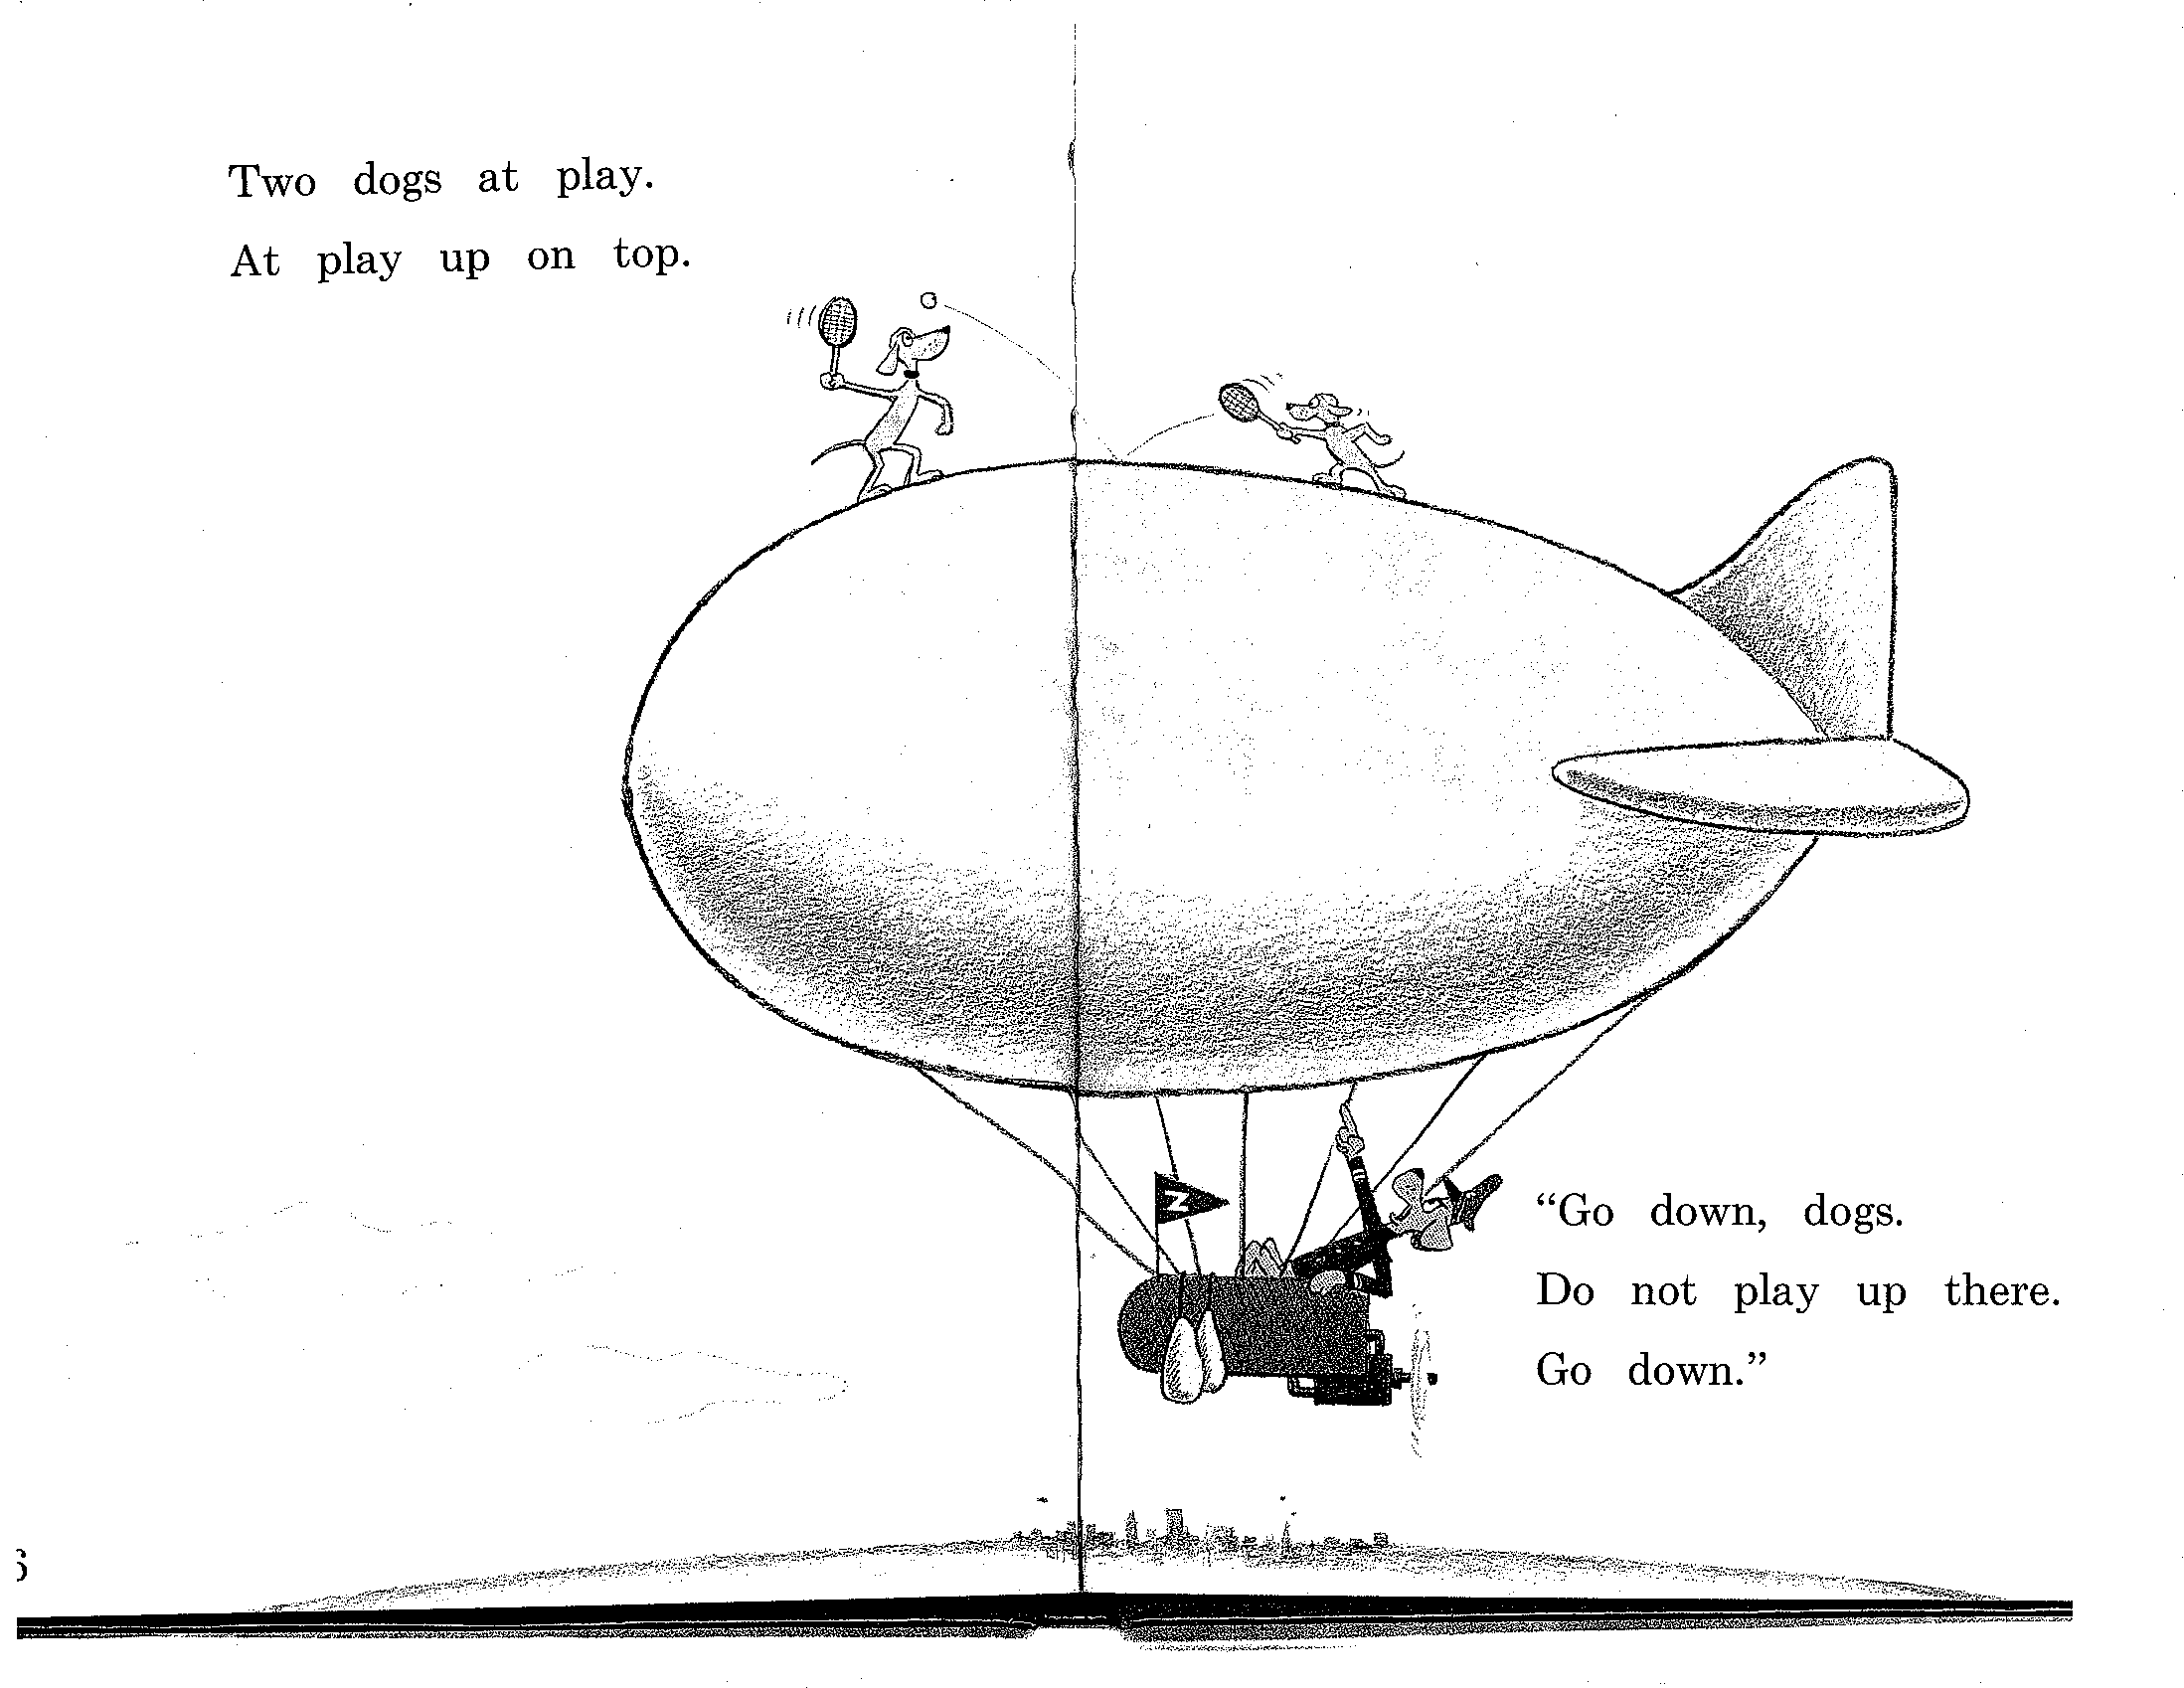 Two dogs at play.
At play up on top.
Z
“Go down, dogs.
Do not play up there.
Go down.”